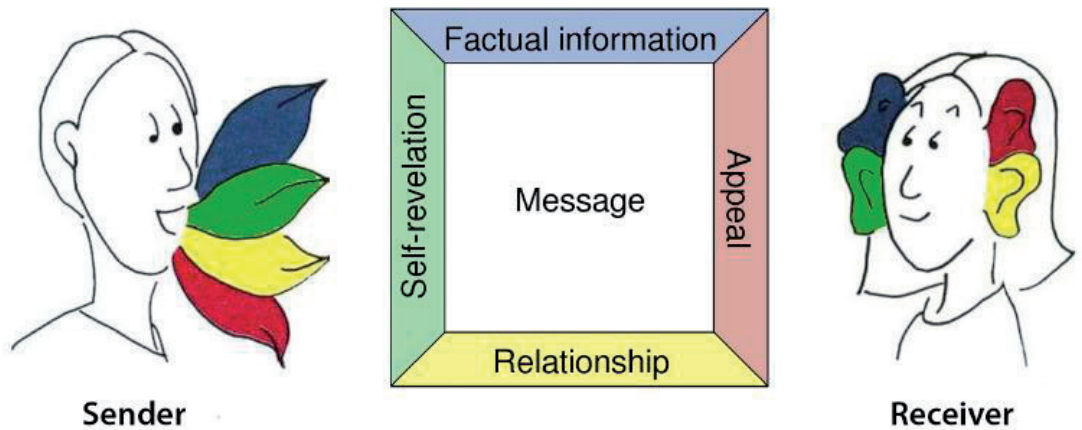 Factual information
Self-revelation
Message
Appeal
Relationship
Sender
Receiver